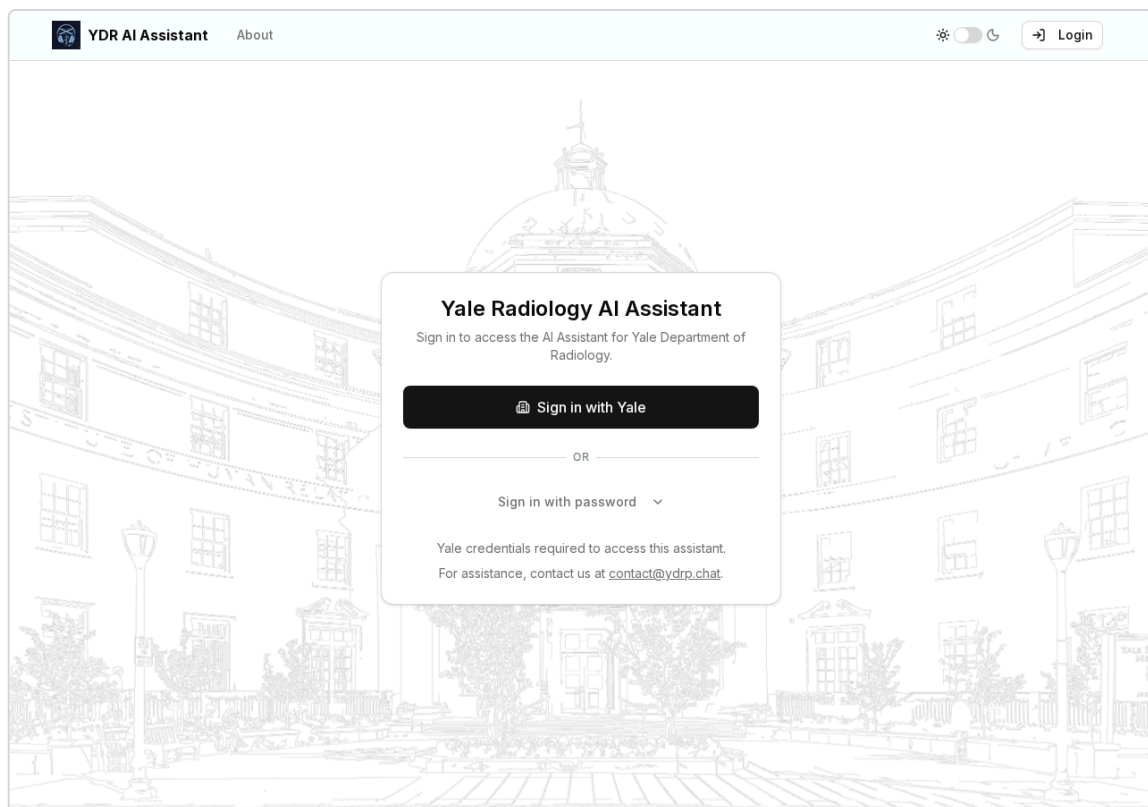 YDR AI Assistant
About
Login
Yale Radiology AI Assistant
Sign in to access the AI Assistant for Yale Department of
Radiology.
Sign in with Yale
OR
Sign in with password
Yale credentials required to access this assistant.
For assistance, contact us at contact@ydrp.chat.